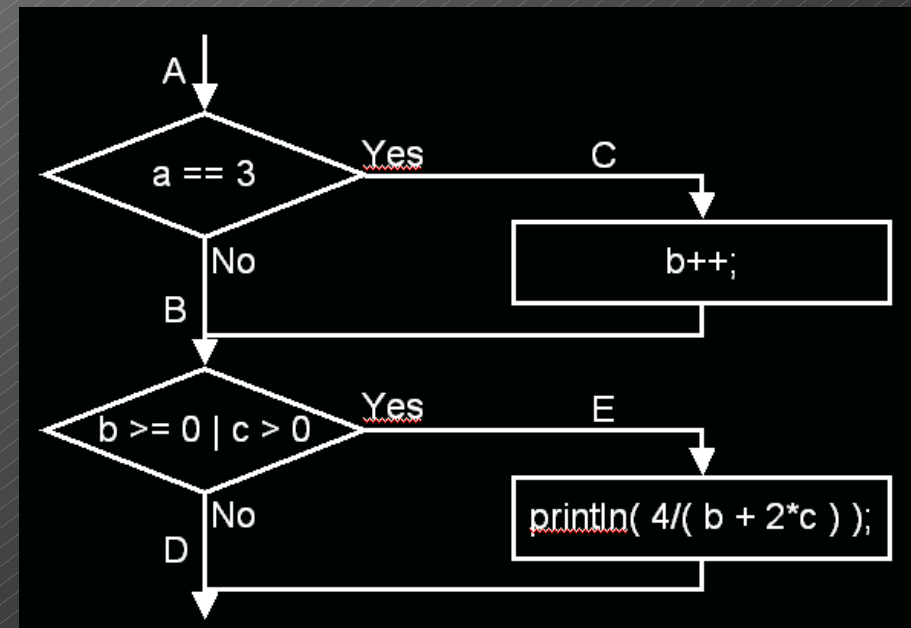 A
Yes
C
a == 3
No
b++;
B
Yes
E
b >= 0 | c > 0
No
println( 4/( b + 2*c ) );
D